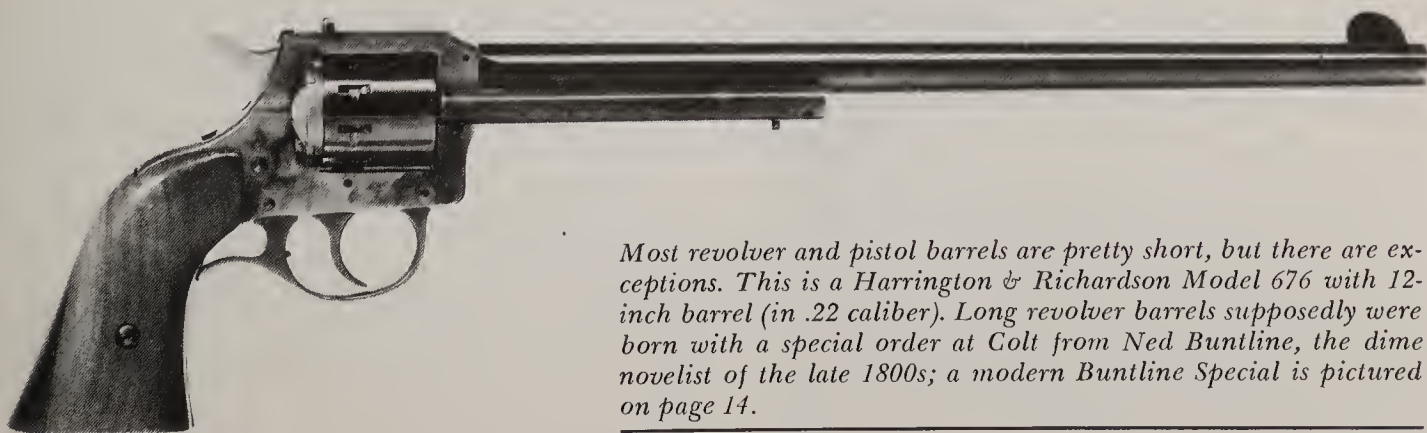 Most revolver and pistol barrels are pretty short, but there are ex-
ceptions. This is a Harrington & Richardson Model 676 with 12-
inch barrel (in .22 caliber). Long revolver barrels supposedly were
born with a special order at Colt from Ned Buntline, the dime
novelist of the late 1800s; a modern Buntline Special is pictured
on page 14.